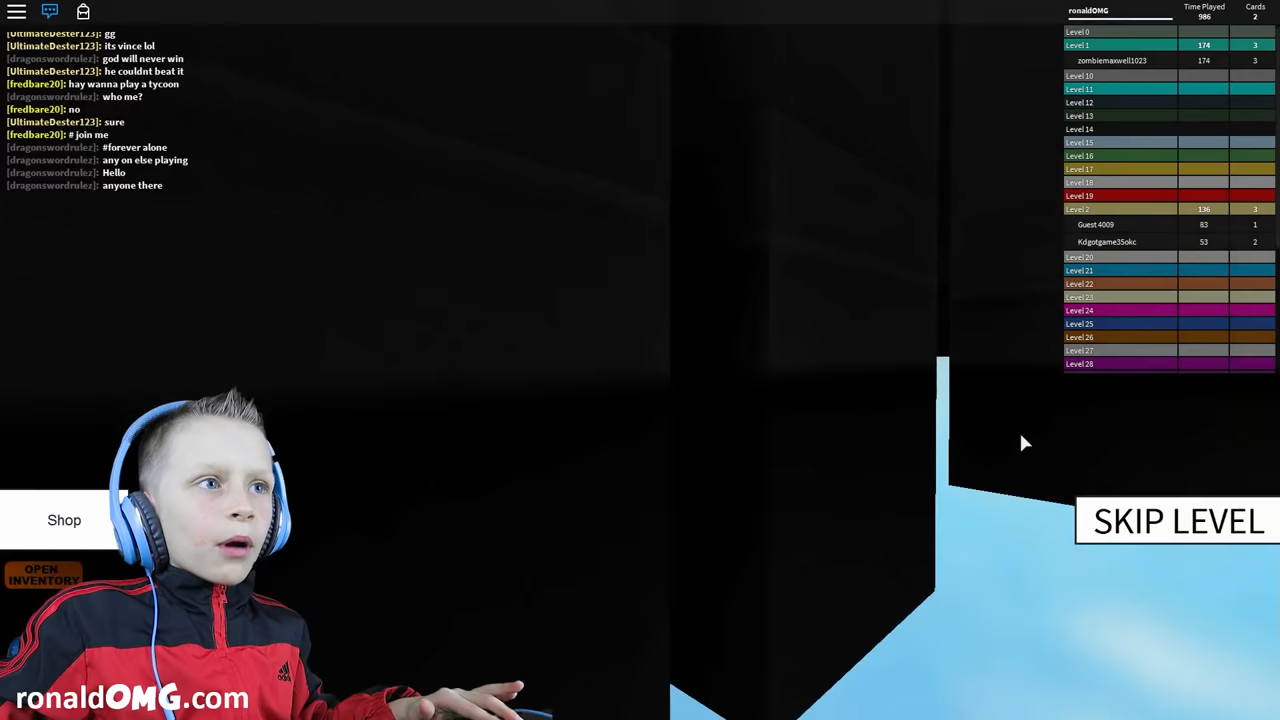 [UltimateDester123]: gg
[UltimateDester123]: its vince lol
[dragonswordrulez]: god will never win
[UltimateDester123]: he couldnt beat it
[fredbare20]: hay wanna play a tycoon
[dragonswordrulez]: who me?
[fredbare20]: no
[UltimateDester123]: sure
[fredbare20]: # join me
[dragonswordrulez]: #forever alone
[dragonswordrulez]: any on else playing
[dragonswordrulez]: Hello
[dragonswordrulez]: anyone there
ronaldOMG Time Played 986 Cards 2
Level 0
Level 1 174 3
zombiemaxwell1023 174 3
Level 10
Level 11
Level 12
Level 13
Level 14
Level 15
Level 16
Level 17
Level 18
Level 19
Level 2 136 3
Guest 4009 83 1
Kdgotgame35okc 53 2
Level 20
Level 21
Level 22
Level 23
Level 24
Level 25
Level 26
Level 27
Level 28
Shop
OPEN
INVENTORY
SKIP LEVEL
ronaldOMG.com
adidas